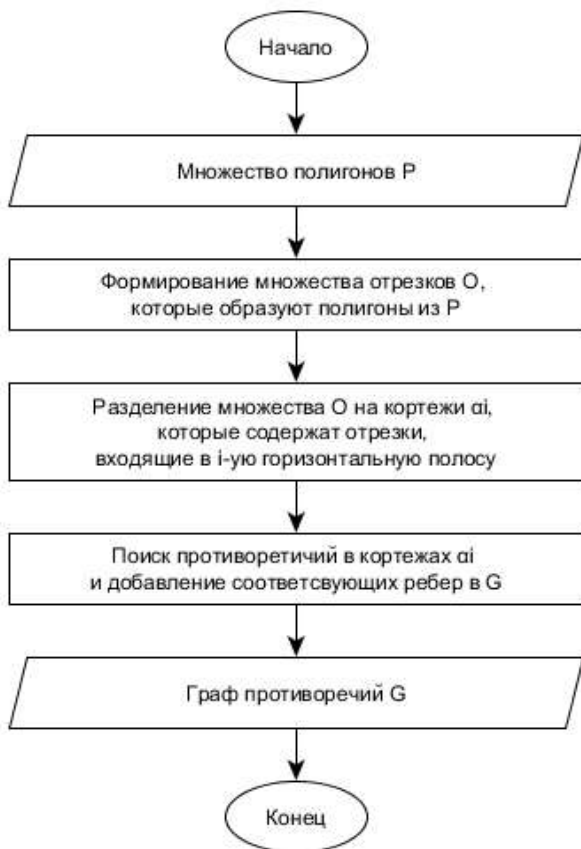 Начало
Множество полигонов P
Формирование множества отрезков O,
которые образуют полигоны из P
Разделение множества O на кортежи αi,
которые содержат отрезки,
входящие в i-ую горизонтальную полосу
Поиск противоретичий в кортежах αi
и добавление соответсвующих ребер в G
Граф противоречий G
Конец